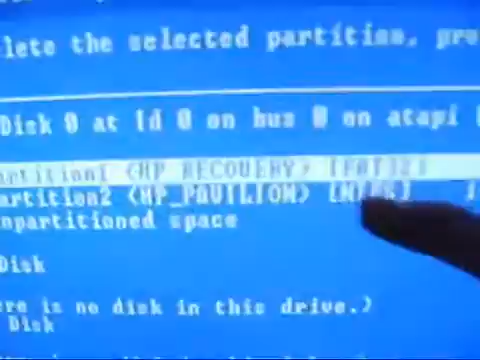 lete the selected partition, pre
Disk 0 at Id 0 on bus 0 on atapi
artition1 (HP_RECOVERY) [FAT32]
artition2 (HP_PAVILION) [NTFS]
npartitioned space
Disk
ere is no disk in this drive.)
Disk